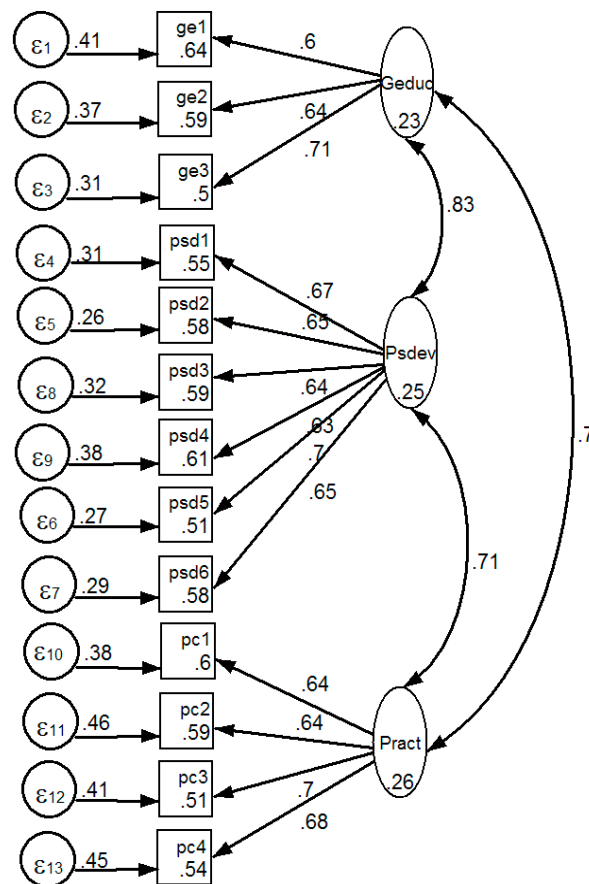 ε1 .41 ge1 .64
.6
Geduc .23
ε2 .37 ge2 .59
.64
.71
ε3 .31 ge3 .5
.83
ε4 .31 psd1 .55
.67
ε5 .26 psd2 .58
.65
Psdev .25
ε8 .32 psd3 .59
.64
.63
ε9 .38 psd4 .61
.7
.7
ε6 .27 psd5 .51
.65
.71
ε7 .29 psd6 .58
ε10 .38 pc1 .6
.64
ε11 .46 pc2 .59
.64
Pract .26
ε12 .41 pc3 .51
.7
.68
ε13 .45 pc4 .54